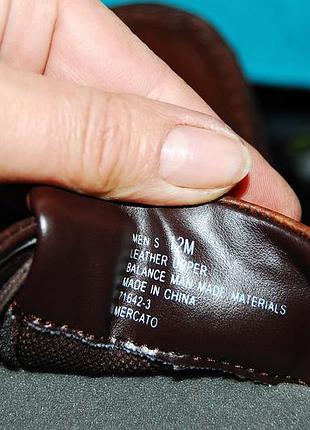 MEN S 12M
LEATHER UPPER
BALANCE MAN MADE MATERIALS
MADE IN CHINA
71642-3
MERCATO